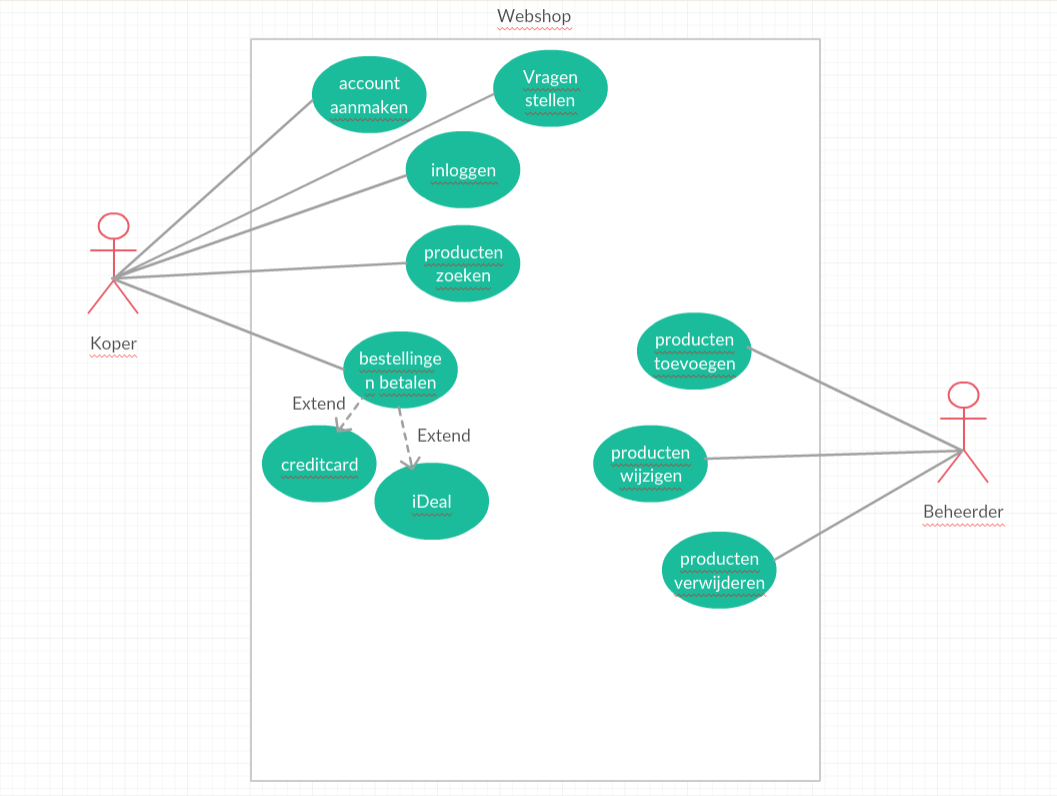 Webshop
account
aanmaken
Vragen
stellen
inloggen
producten
zoeken
Koper
bestellinge
n betalen
Extend
Extend
creditcard
iDeal
producten
toevoegen
producten
wijzigen
Beheerder
producten
verwijderen